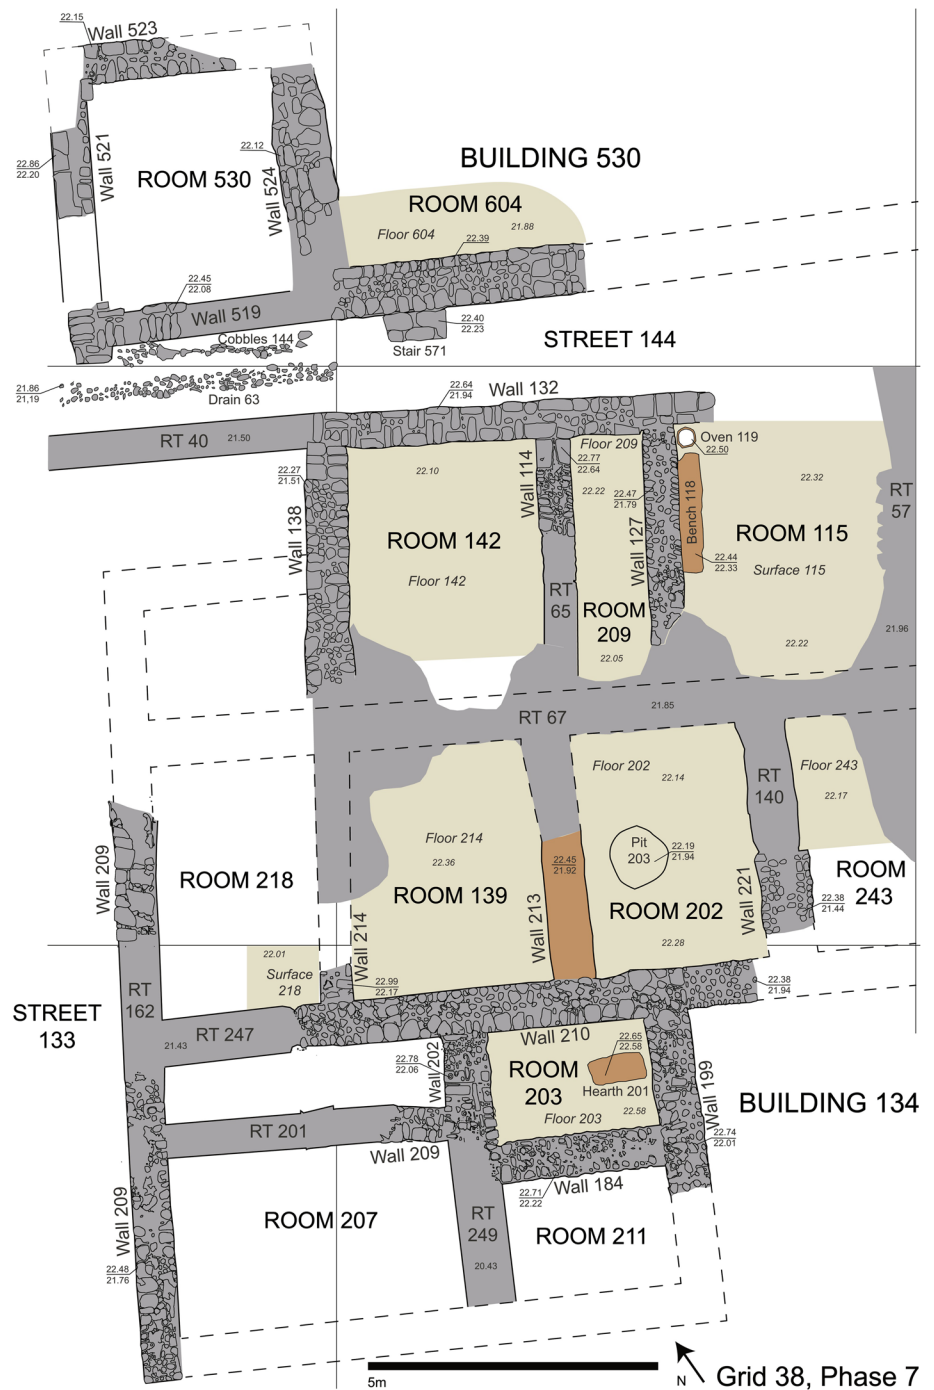 22.15
Wall 523
BUILDING 530
22.12
22.86
22.20
Wall 521
ROOM 530
Wall 524
ROOM 604
Floor 604
21.88
22.39
22.45
22.08
Wall 519
Cobbles 144
22.40
22.23
Stair 571
STREET 144
21.86
21,19
Drain 63
22.64
21.94
Wall 132
RT 40
21.50
Floor 209
Oven 119
22.50
22.27
21.51
22.10
Wall 114
22.77
22.64
22.22
22.47
21.79
Bench 118
22.32
RT
57
Wall 138
ROOM 142
Floor 142
Wall 127
ROOM 115
22.44
22.33
Surface 115
RT
65
ROOM
209
22.05
22.22
21.96
RT 67
21.85
Floor 202
22.14
RT
140
Floor 243
22.17
Floor 214
22.36
22.45
21.92
Pit
203
22.19
21.94
Wall 209
ROOM 218
ROOM 139
Wall 213
ROOM 202
Wall 221
ROOM
243
22.38
21.44
Wall 214
22.28
22.01
Surface
218
22.99
22.17
22.38
21.94
RT
162
STREET
133
RT 247
21.43
Wall 210
22.78
22.06
Wall 202
ROOM
203
22.65
22.58
Hearth 201
Floor 203
22.58
Wall 199
BUILDING 134
RT 201
Wall 209
22.74
22.01
22.71
22.22
Wall 184
Wall 209
ROOM 207
RT
249
ROOM 211
22.48
21.76
20.43
5m
N
Grid 38, Phase 7